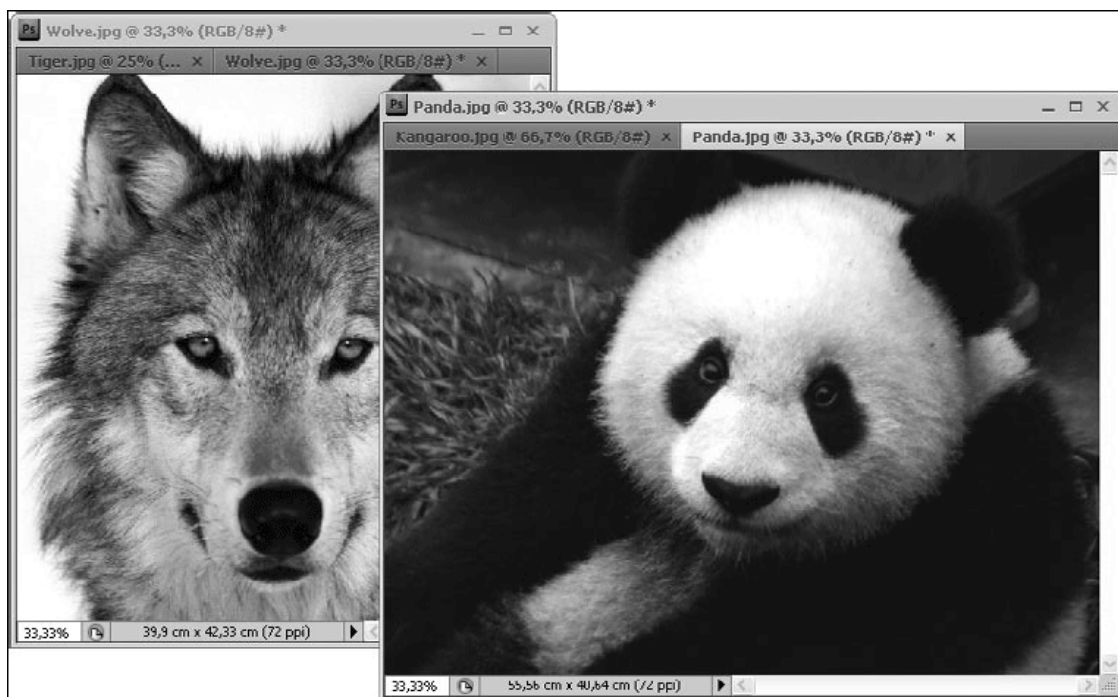 Ps Wolve.jpg @ 33,3% (RGB/8#) *
Tiger.jpg @ 25% (... × Wolve.jpg @ 33,3% (RGB/8#) * ×
Ps Panda.jpg @ 33,3% (RGB/8#) *
Kangaroo.jpg @ 66,7% (RGB/8#) × Panda.jpg @ 33,3% (RGB/8#) * ×
33,33% 39,9 cm x 42,33 cm (72 ppi)
33,33% 55,56 cm x 40,64 cm (72 ppi)